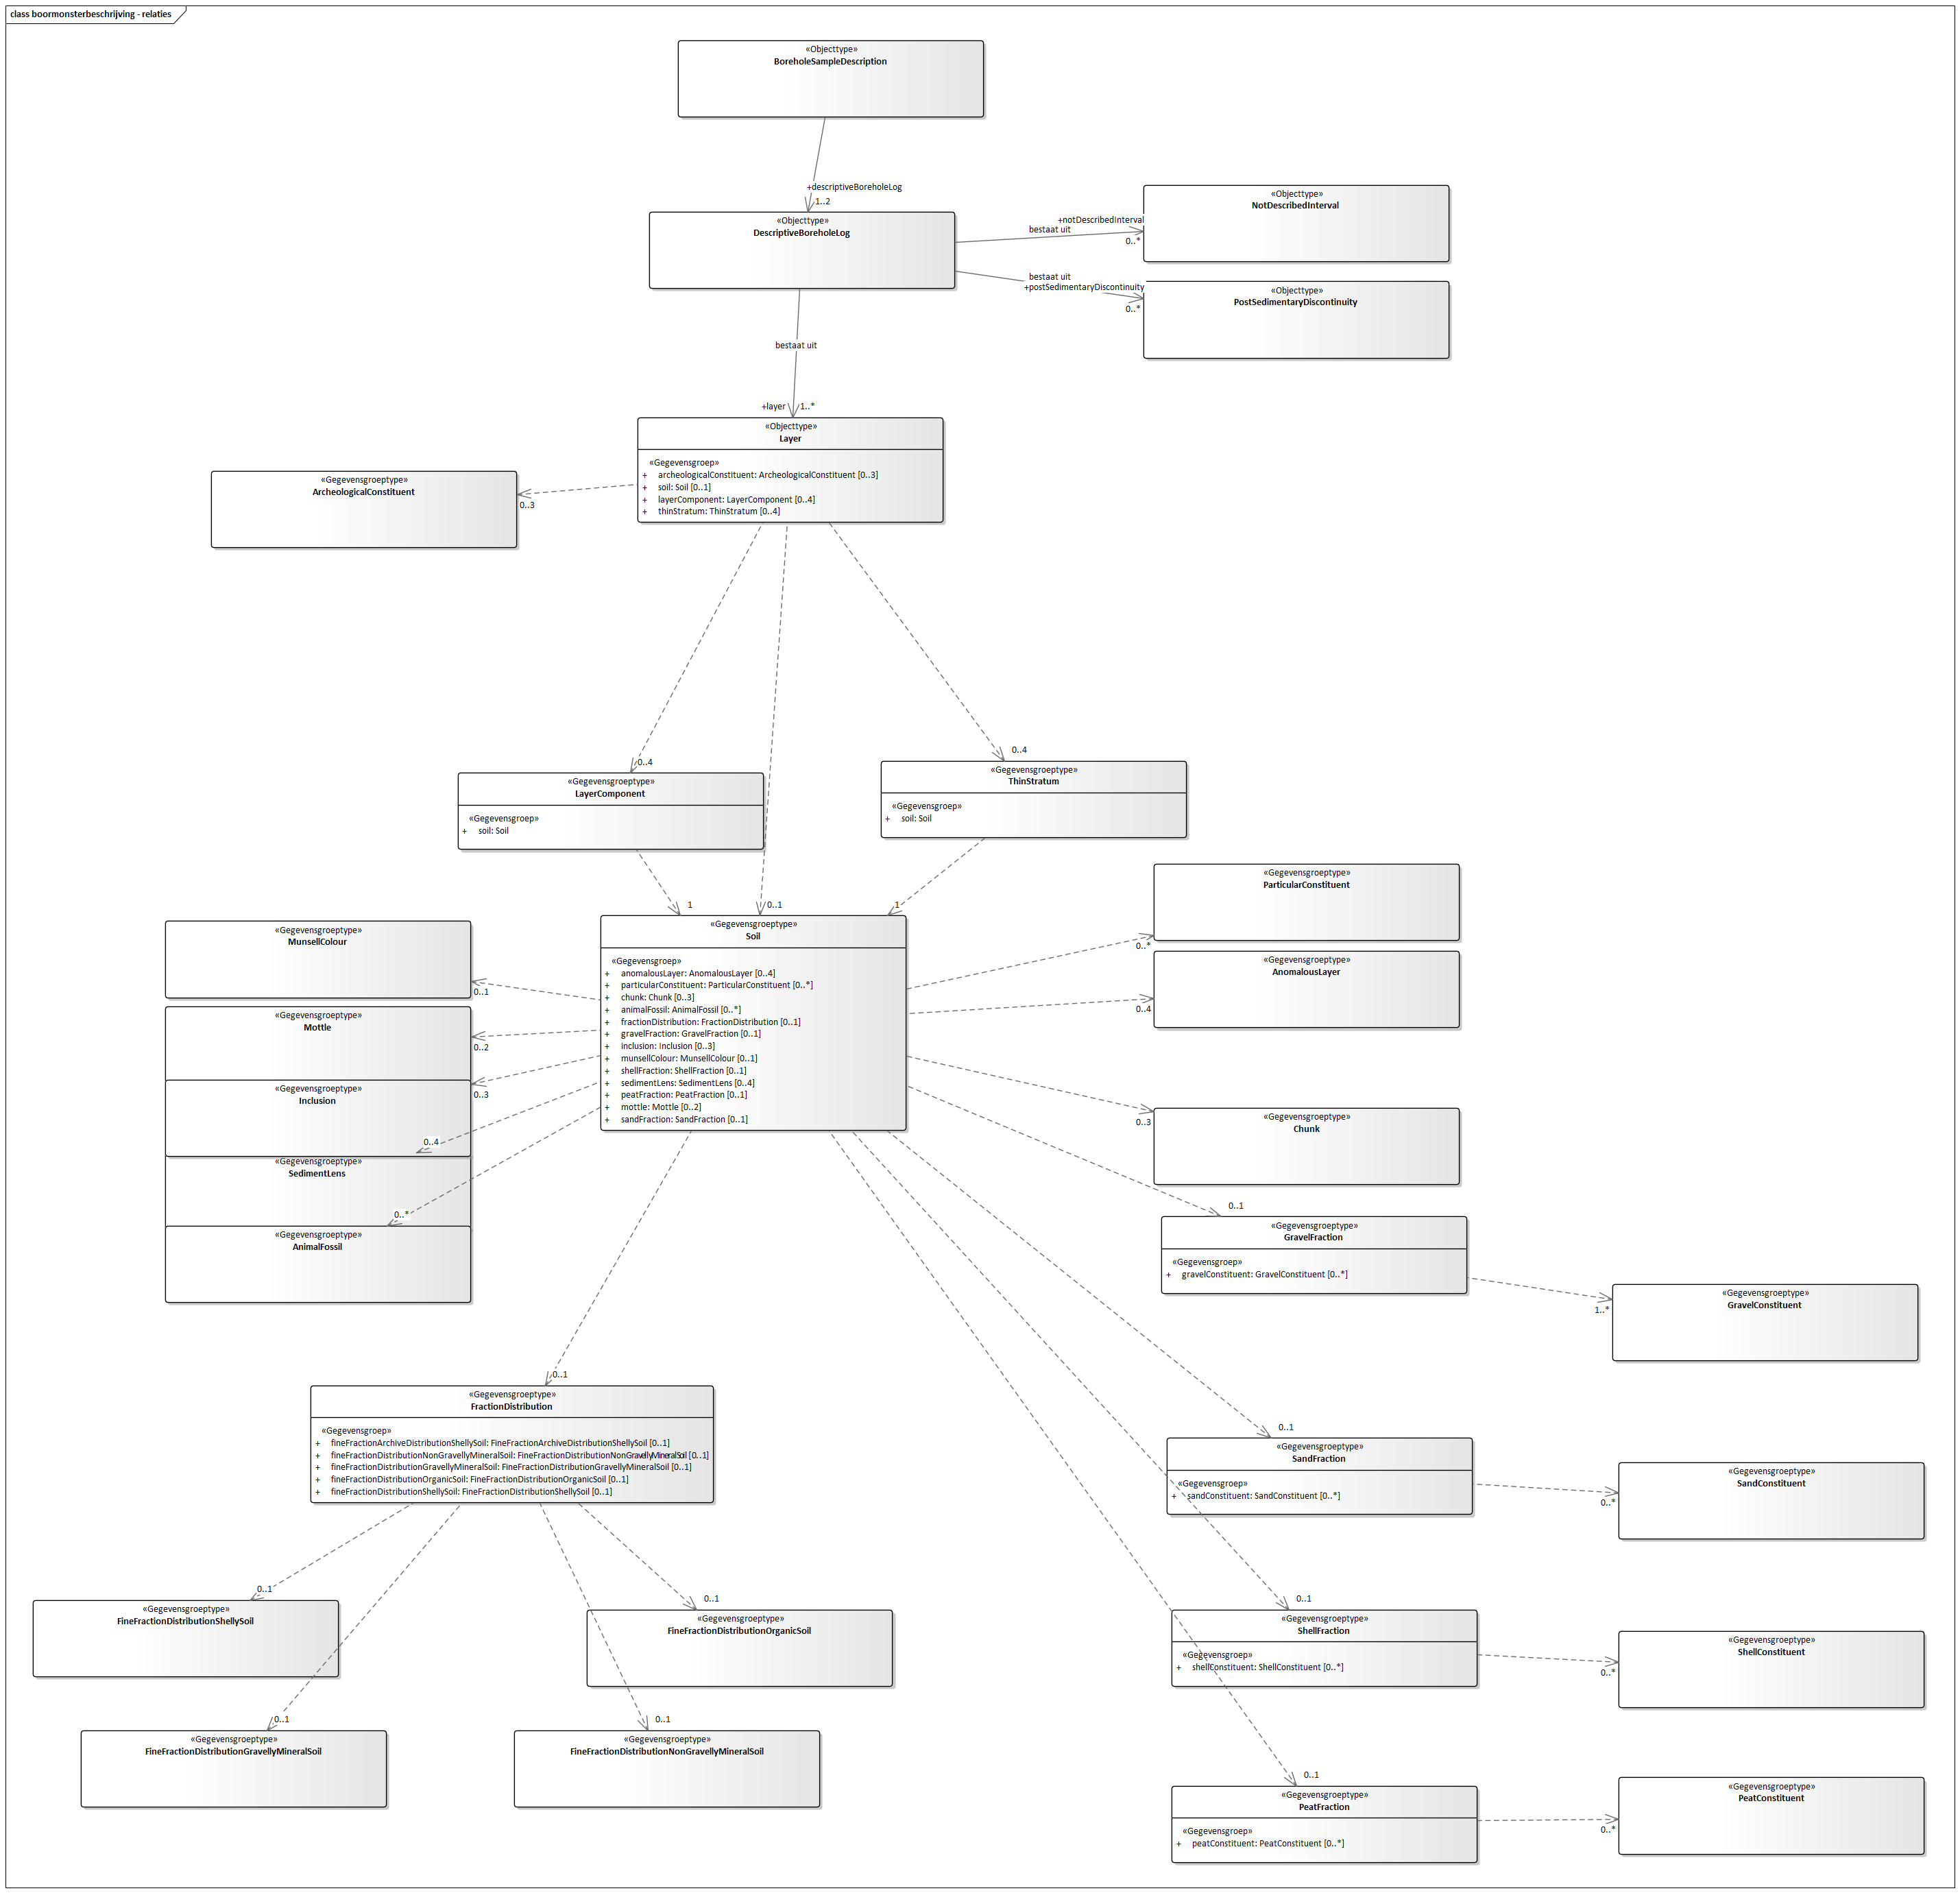 class boormonsterbeschrijving - relaties
«Objecttype»
BoreholeSampleDescription
+descriptiveBoreholeLog
1..2
«Objecttype»
DescriptiveBoreholeLog
+notDescribedInterval
bestaat uit
0..*
«Objecttype»
NotDescribedInterval
bestaat uit
+postSedimentaryDiscontinuity
0..*
«Objecttype»
PostSedimentaryDiscontinuity
bestaat uit
+layer
1..*
«Objecttype»
Layer
«Gegevensgroep»
+ archeologicalConstituent: ArcheologicalConstituent [0..3]
+ soil: Soil [0..1]
+ layerComponent: LayerComponent [0..4]
+ thinStratum: ThinStratum [0..4]
«Gegevensgroeptype»
ArcheologicalConstituent
0..3
0..4
«Gegevensgroeptype»
LayerComponent
«Gegevensgroep»
+ soil: Soil
0..4
«Gegevensgroeptype»
ThinStratum
«Gegevensgroep»
+ soil: Soil
1
0..1
1
«Gegevensgroeptype»
Soil
«Gegevensgroep»
+ anomalousLayer: AnomalousLayer [0..4]
+ particularConstituent: ParticularConstituent [0..*]
+ chunk: Chunk [0..3]
+ animalFossil: AnimalFossil [0..*]
+ fractionDistribution: FractionDistribution [0..1]
+ gravelFraction: GravelFraction [0..1]
+ inclusion: Inclusion [0..3]
+ munsellColour: MunsellColour [0..1]
+ shellFraction: ShellFraction [0..1]
+ sedimentLens: SedimentLens [0..4]
+ peatFraction: PeatFraction [0..1]
+ mottle: Mottle [0..2]
+ sandFraction: SandFraction [0..1]
«Gegevensgroeptype»
MunsellColour
0..1
«Gegevensgroeptype»
Mottle
0..2
«Gegevensgroeptype»
Inclusion
0..3
0..4
«Gegevensgroeptype»
SedimentLens
0..*
«Gegevensgroeptype»
AnimalFossil
«Gegevensgroeptype»
ParticularConstituent
0..*
«Gegevensgroeptype»
AnomalousLayer
0..4
«Gegevensgroeptype»
Chunk
0..3
0..1
«Gegevensgroeptype»
GravelFraction
«Gegevensgroep»
+ gravelConstituent: GravelConstituent [0..*]
«Gegevensgroeptype»
GravelConstituent
1..*
0..1
«Gegevensgroeptype»
FractionDistribution
«Gegevensgroep»
+ fineFractionArchiveDistributionShellySoil: FineFractionArchiveDistributionShellySoil [0..1]
+ fineFractionDistributionNonGravellyMineralSoil: FineFractionDistributionNonGravellyMineralSoil [0..1]
+ fineFractionDistributionGravellyMineralSoil: FineFractionDistributionGravellyMineralSoil [0..1]
+ fineFractionDistributionOrganicSoil: FineFractionDistributionOrganicSoil [0..1]
+ fineFractionDistributionShellySoil: FineFractionDistributionShellySoil [0..1]
0..1
«Gegevensgroeptype»
SandFraction
«Gegevensgroep»
+ sandConstituent: SandConstituent [0..*]
«Gegevensgroeptype»
SandConstituent
0..*
0..1
«Gegevensgroeptype»
FineFractionDistributionShellySoil
0..1
«Gegevensgroeptype»
FineFractionDistributionOrganicSoil
0..1
«Gegevensgroeptype»
ShellFraction
«Gegevensgroep»
+ shellConstituent: ShellConstituent [0..*]
«Gegevensgroeptype»
ShellConstituent
0..*
0..1
«Gegevensgroeptype»
FineFractionDistributionGravellyMineralSoil
0..1
«Gegevensgroeptype»
FineFractionDistributionNonGravellyMineralSoil
0..1
«Gegevensgroeptype»
PeatFraction
«Gegevensgroep»
+ peatConstituent: PeatConstituent [0..*]
«Gegevensgroeptype»
PeatConstituent
0..*